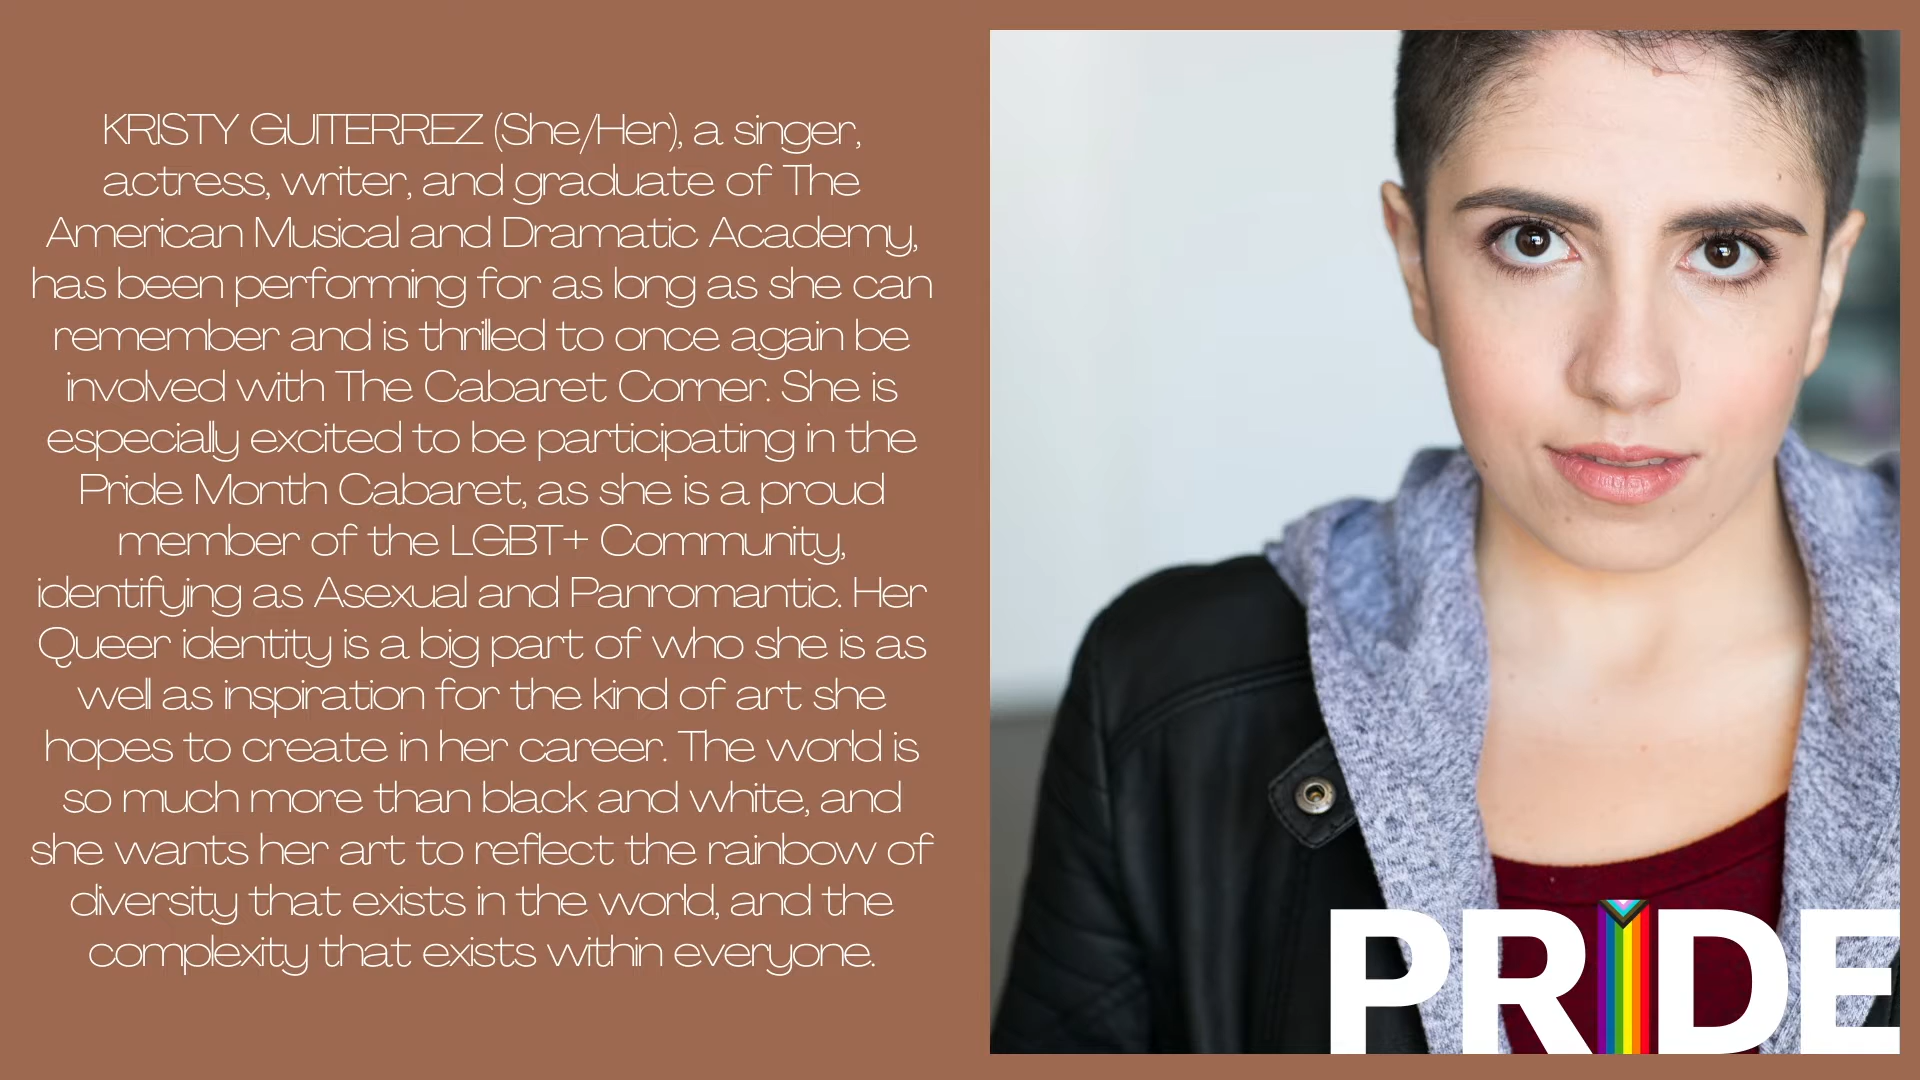 KRISTY GUITERREZ (She/Her), a singer,
actress, writer, and graduate of The
American Musical and Dramatic Academy,
has been performing for as long as she can
remember and is thrilled to once again be
involved with The Cabaret Corner. She is
especially excited to be participating in the
Pride Month Cabaret, as she is a proud
member of the LGBT+ Community,
identifying as Asexual and Panromantic. Her
Queer identity is a big part of who she is as
well as inspiration for the kind of art she
hopes to create in her career. The world is
so much more than black and white, and
she wants her art to reflect the rainbow of
diversity that exists in the world, and the
complexity that exists within everyone.
PRIDE